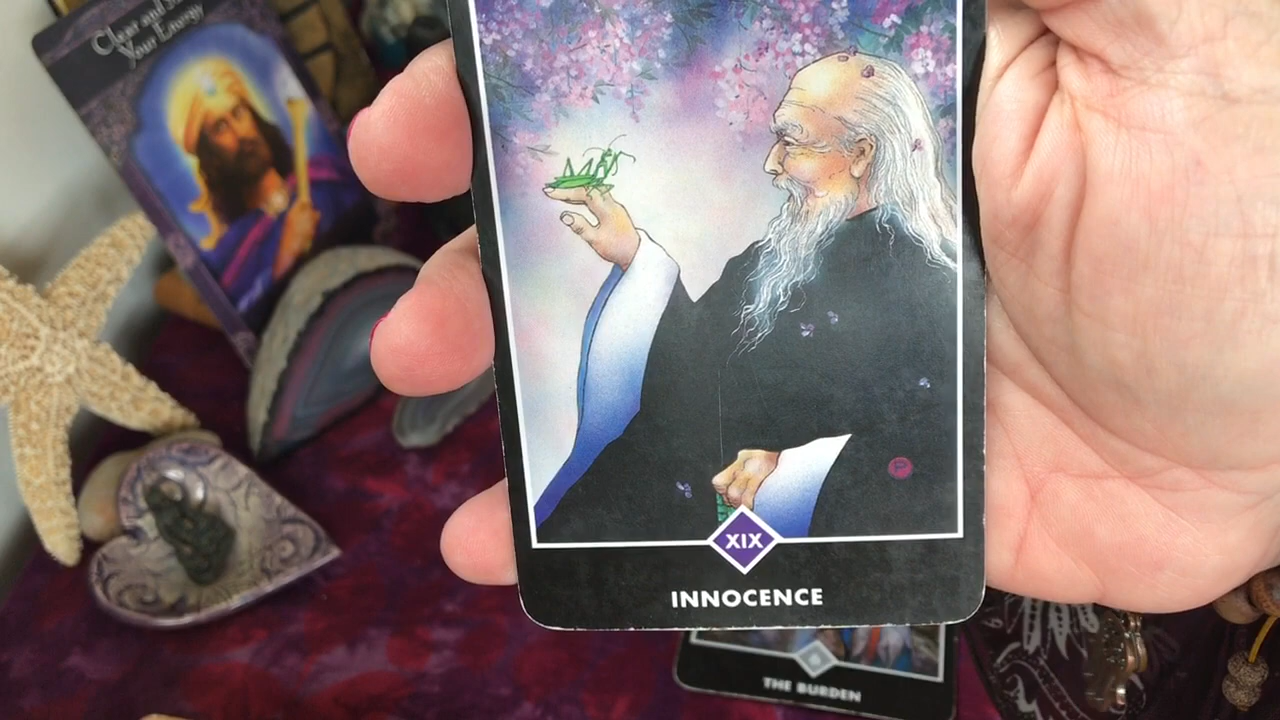 Clear and
Your Energy
P
XIX
INNOCENCE
THE BURDEN